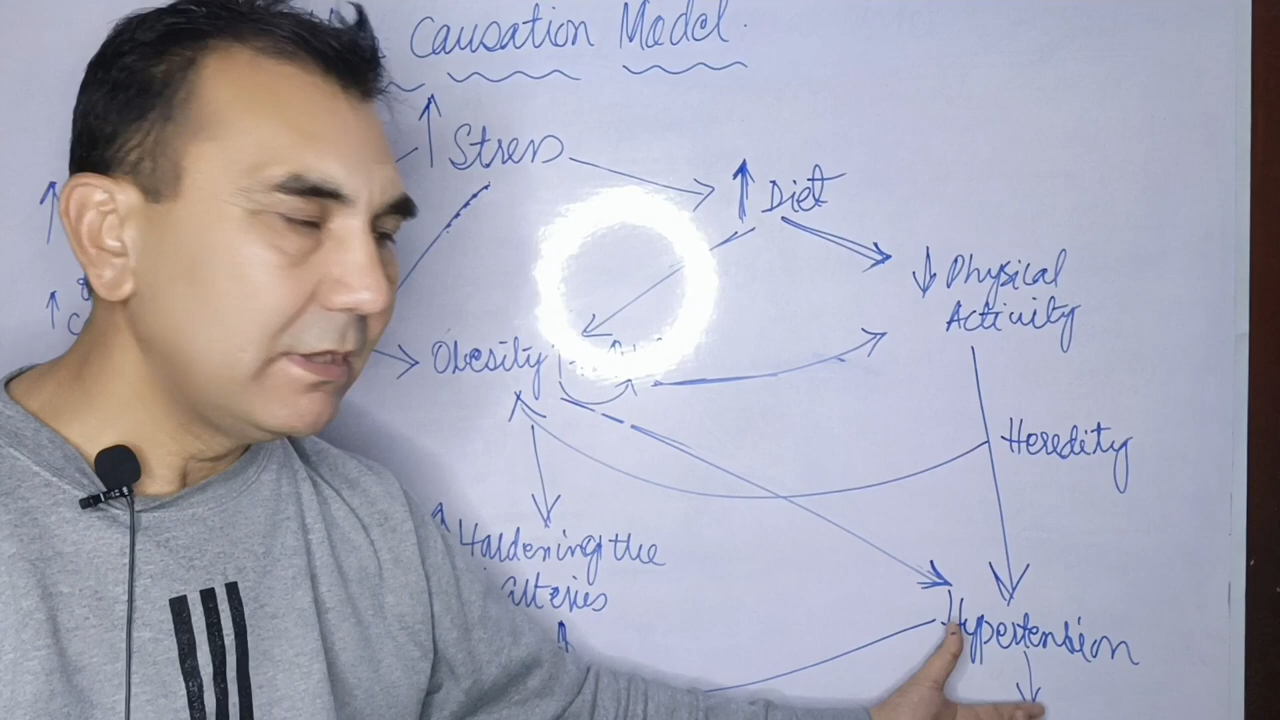 Causation Model.
↑ Stress
↑ Diet
↓ Physical
Activity
Obesity
Heredity
↑ Hardening the
arteries
Hypertension